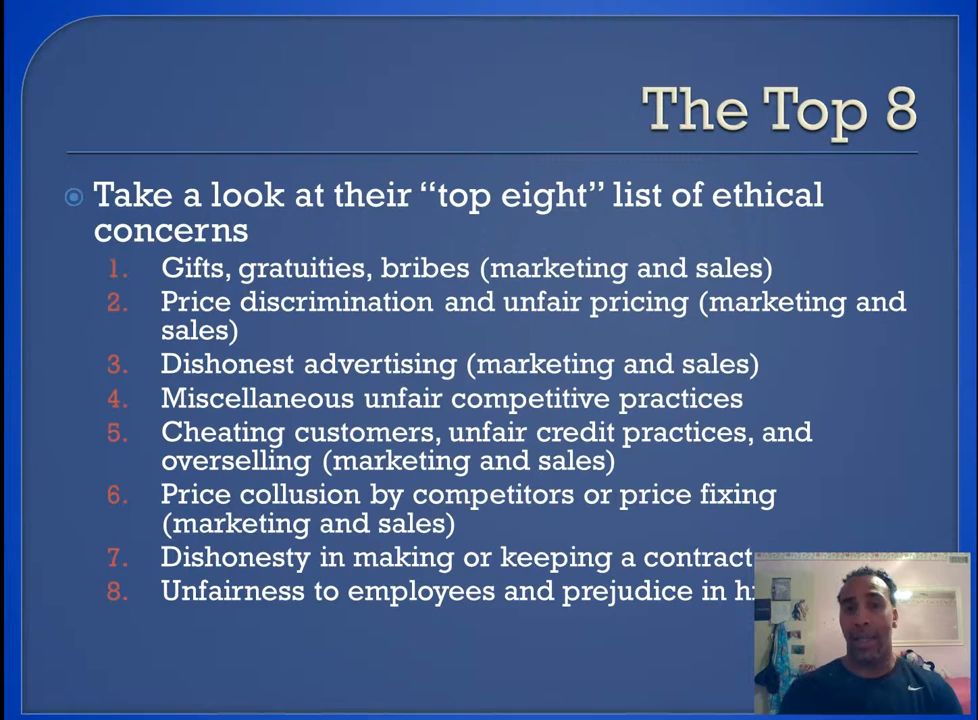 The Top 8
Take a look at their “top eight” list of ethical
concerns
1. Gifts, gratuities, bribes (marketing and sales)
2. Price discrimination and unfair pricing (marketing and
sales)
3. Dishonest advertising (marketing and sales)
4. Miscellaneous unfair competitive practices
5. Cheating customers, unfair credit practices, and
overselling (marketing and sales)
6. Price collusion by competitors or price fixing
(marketing and sales)
7. Dishonesty in making or keeping a contract
8. Unfairness to employees and prejudice in